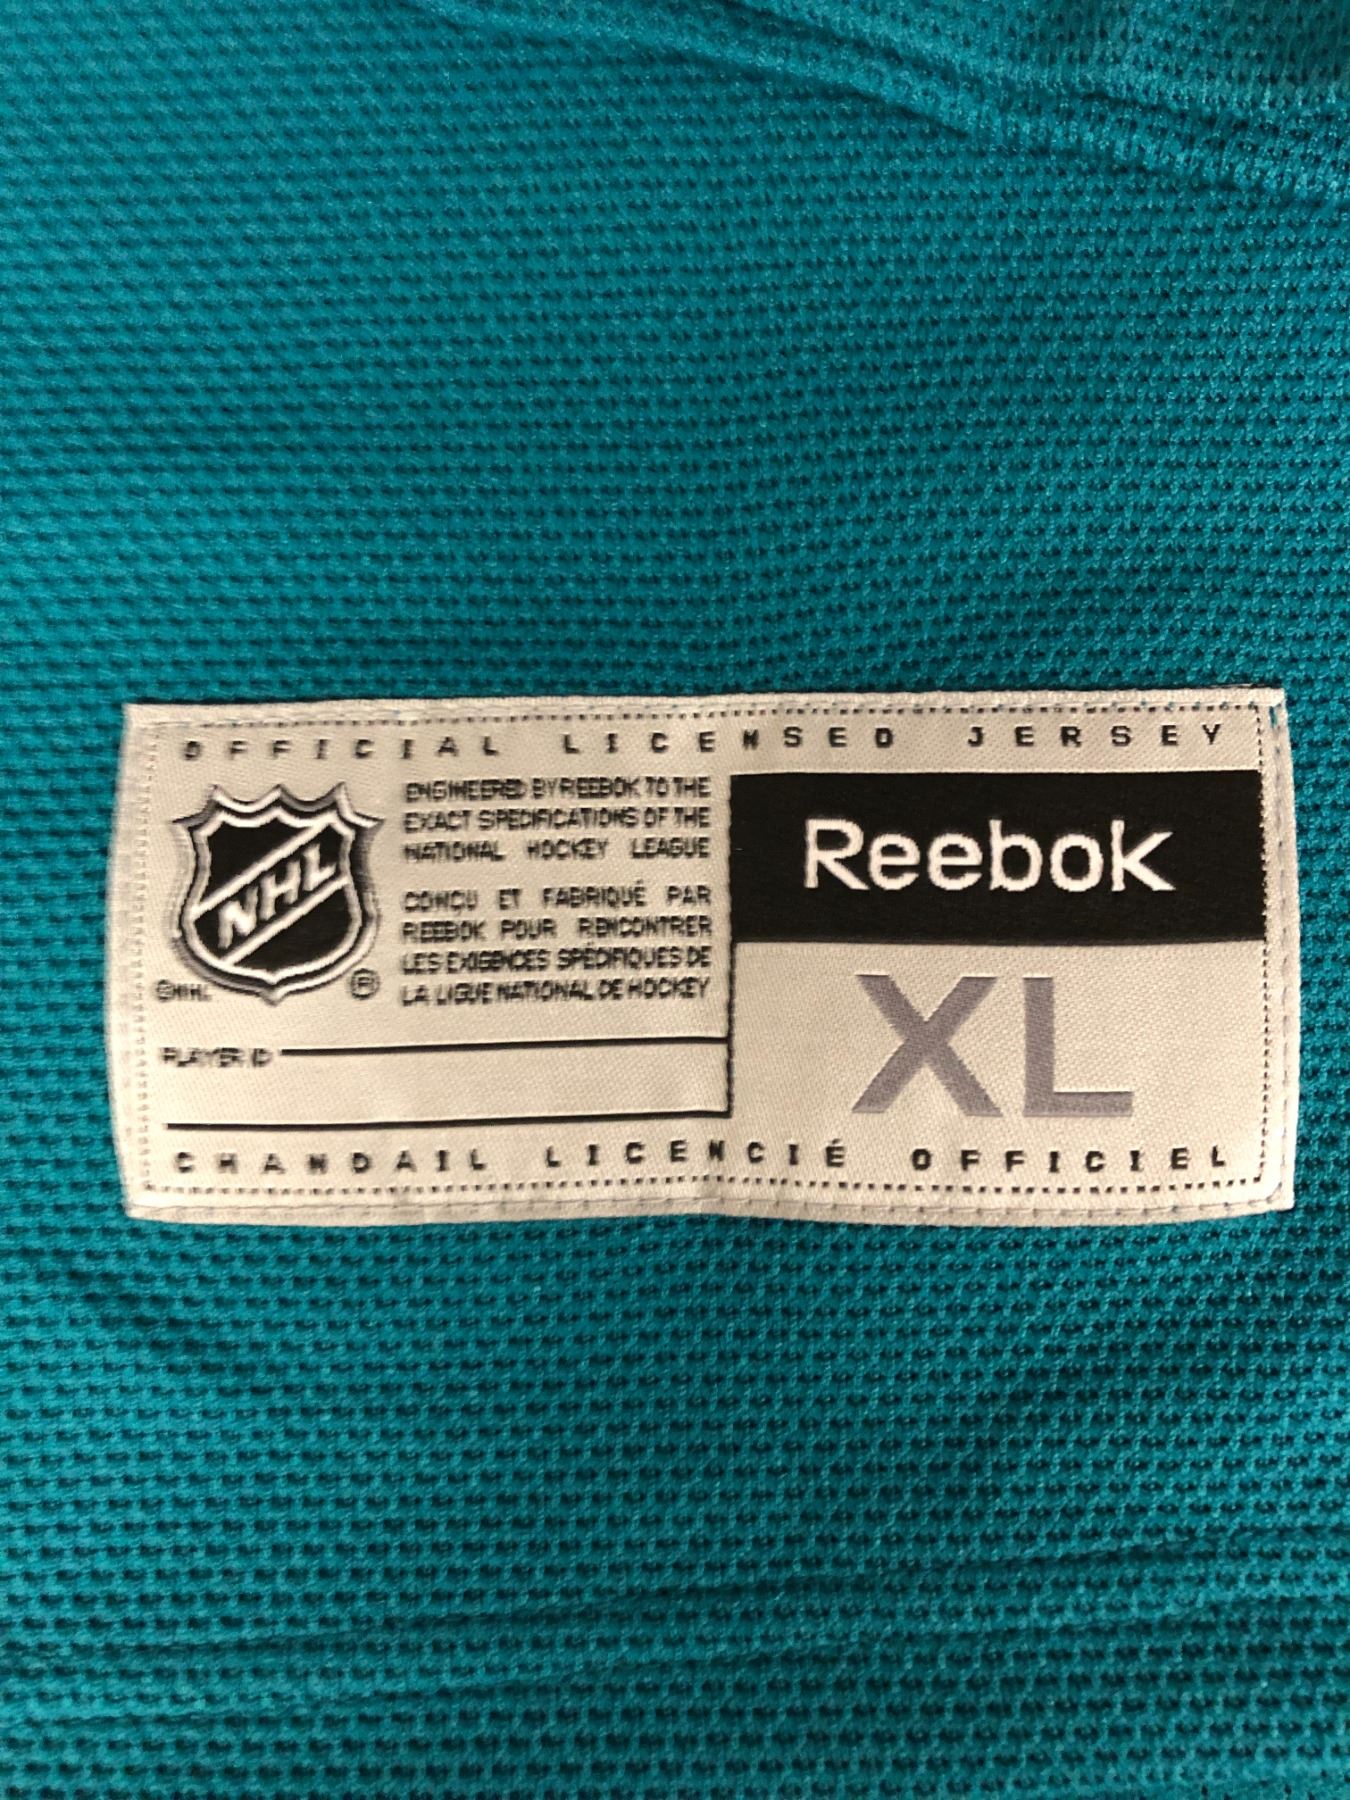 OFFICIAL LICENSED JERSEY
NHL
©NHL ®
ENGINEERED BY REEBOK TO THE
EXACT SPECIFICATIONS OF THE
NATIONAL HOCKEY LEAGUE
CONÇU ET FABRIQUÉ PAR
REEBOK POUR RENCONTRER
LES EXIGENCES SPÉCIFIQUES DE
LA LIGUE NATIONAL DE HOCKEY
PLAYER ID
Reebok
XL
CHANDAIL LICENCIÉ OFFICIEL